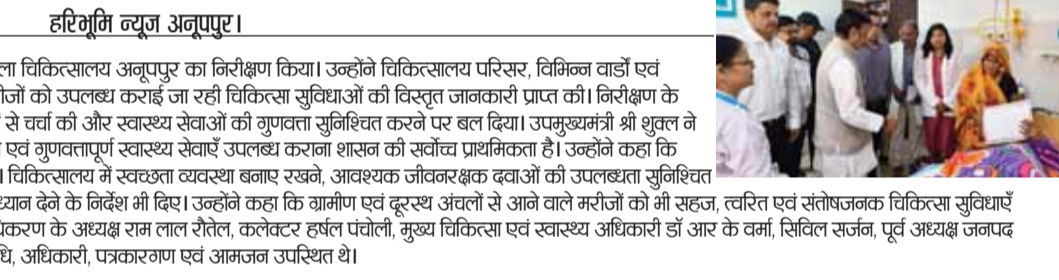 हरिभूमि न्यूज अनूपपुर।
चिकित्सालय अनूपपुर का निरीक्षण किया। उन्होंने चिकित्सालय परिसर, विभिन्न वार्डों एवं
को उपलब्ध कराई जा रही चिकित्सा सुविधाओं की विस्तृत जानकारी प्राप्त की। निरीक्षण के
से चर्चा की और स्वास्थ्य सेवाओं की गुणवत्ता सुनिश्चित करने पर बल दिया। उपमुख्यमंत्री श्री शुक्ल ने
एवं गुणवत्तापूर्ण स्वास्थ्य सेवाएँ उपलब्ध कराना शासन की सर्वोच्च प्राथमिकता है। उन्होंने कहा कि
। चिकित्सालय में स्वच्छता व्यवस्था बनाए रखने, आवश्यक जीवनरक्षक दवाओं की उपलब्धता सुनिश्चित
ध्यान देने के निर्देश भी दिए। उन्होंने कहा कि ग्रामीण एवं दूरस्थ अंचलों से आने वाले मरीजों को भी सहज, त्वरित एवं संतोषजनक चिकित्सा सुविधाएँ
के अध्यक्ष राम लाल रौतेल, कलेक्टर हर्षल पंचोली, मुख्य चिकित्सा एवं स्वास्थ्य अधिकारी डॉ आर के वर्मा, सिविल सर्जन, पूर्व अध्यक्ष जनपद
अधिकारी, पत्रकारगण एवं आमजन उपस्थित थे।